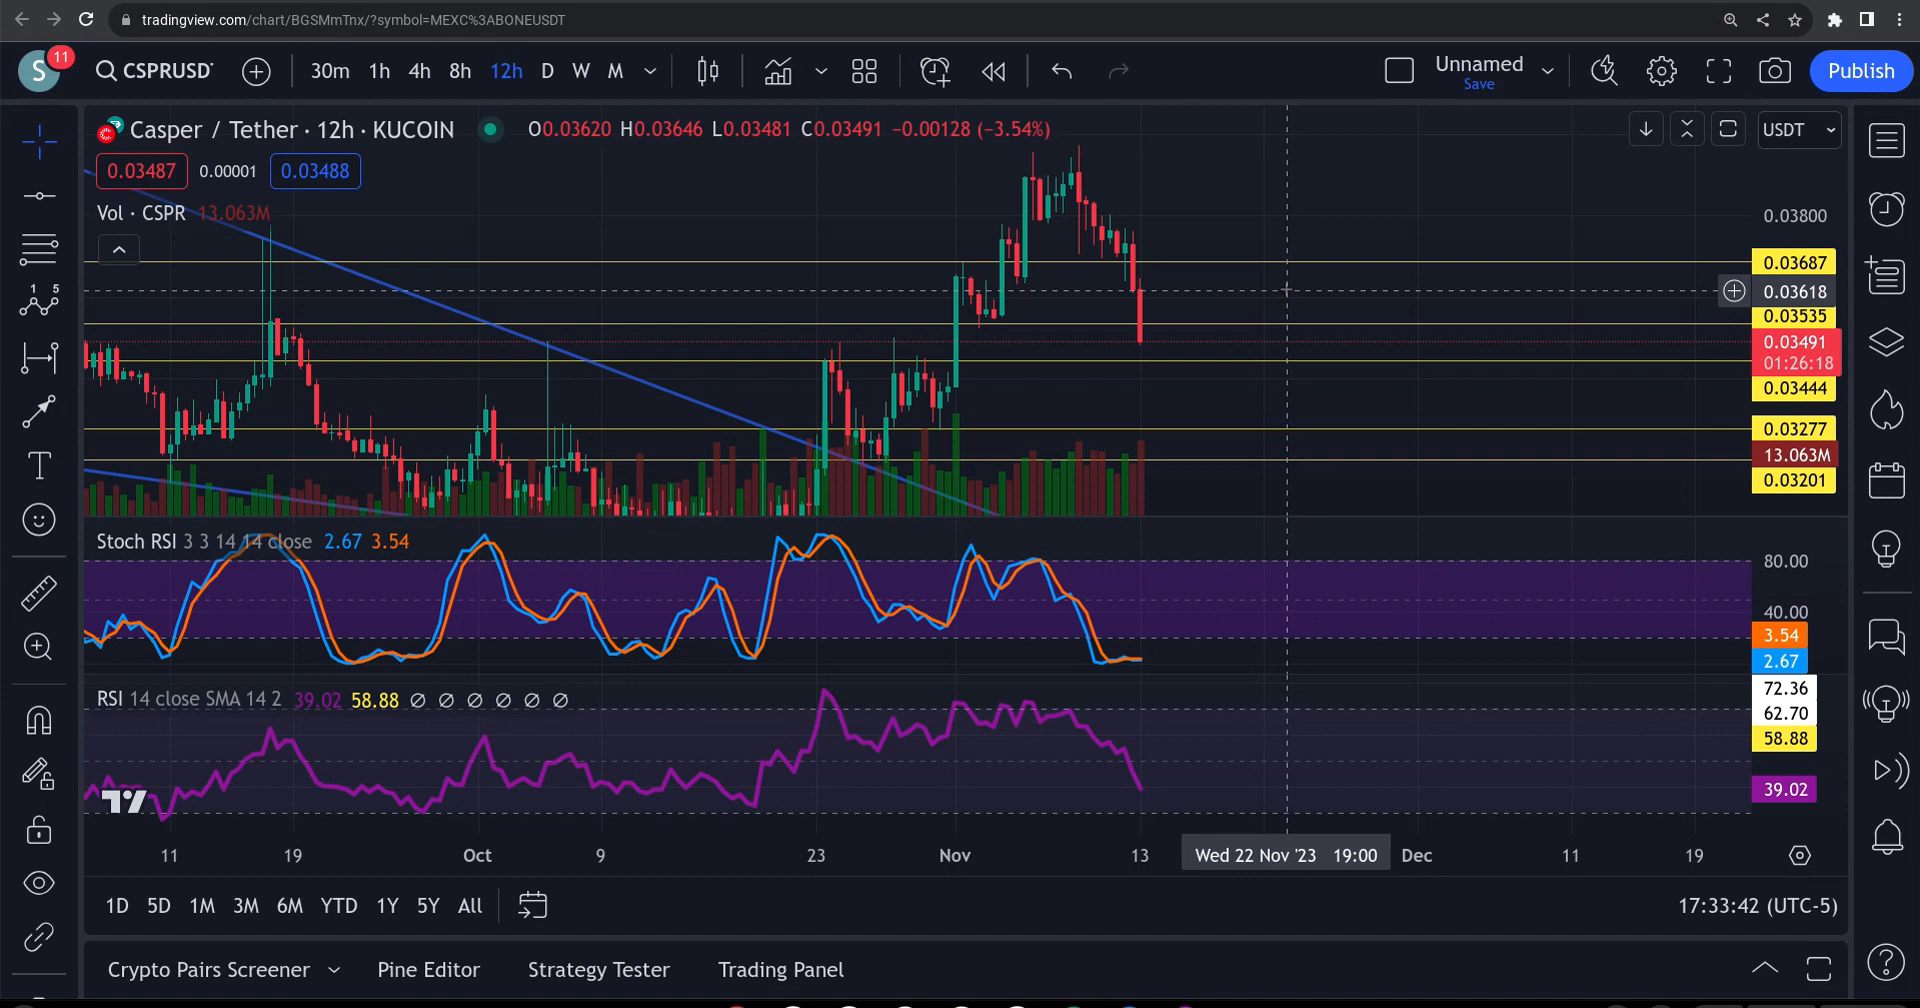 tradingview.com/chart/BGSMmTnx/?symbol=MEXC%3ABONEUSDT
S 11 CSPRUSDT 30m 1h 4h 8h 12h D W M Unnamed Save Publish
Casper / Tether · 12h · KUCOIN O0.03620 H0.03646 L0.03481 C0.03491 −0.00128 (−3.54%) USDT
0.03487 0.00001 0.03488
Vol · CSPR 13.063M
0.03800
0.03687
0.03618
0.03535
0.03491
01:26:18
0.03444
0.03277
13.063M
0.03201
1 5
T
Stoch RSI 3 3 14 14 close 2.67 3.54
80.00
40.00
3.54
2.67
RSI 14 close SMA 14 2 39.02 58.88 ∅ ∅ ∅ ∅ ∅ ∅
72.36
62.70
58.88
39.02
11 19 Oct 9 23 Nov 13 Wed 22 Nov '23 19:00 Dec 11 19
1D 5D 1M 3M 6M YTD 1Y 5Y All 17:33:42 (UTC-5)
Crypto Pairs Screener Pine Editor Strategy Tester Trading Panel